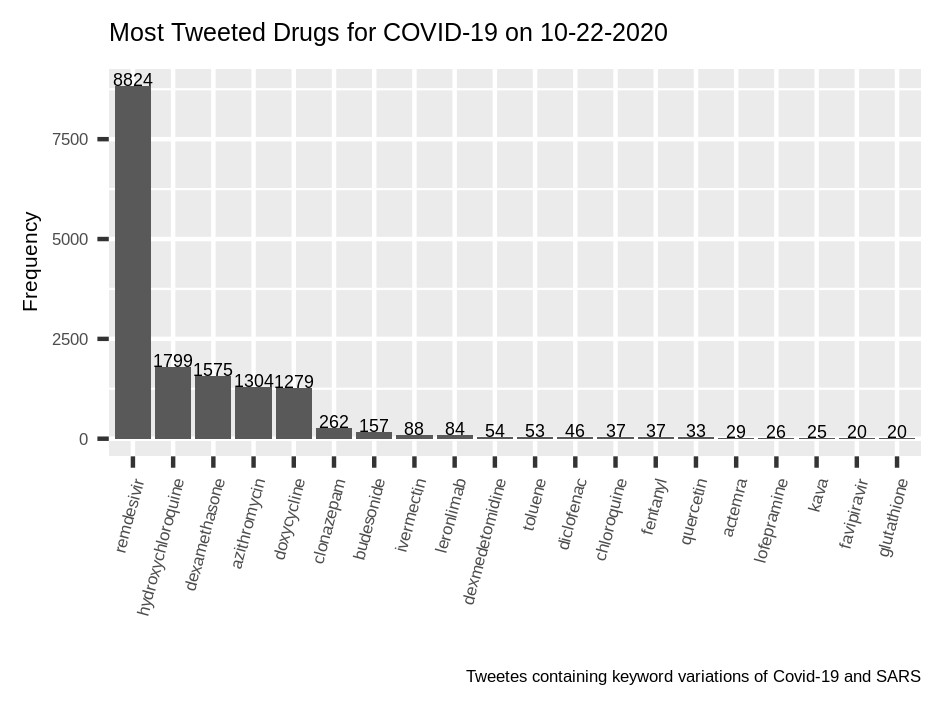 Most Tweeted Drugs for COVID-19 on 10-22-2020
Frequency
7500
5000
2500
0
8824
1799
1575
1304
1279
262
157
88
84
54
53
46
37
37
33
29
26
25
20
20
remdesivir
hydroxychloroquine
dexamethasone
azithromycin
doxycycline
clonazepam
budesonide
ivermectin
leronlimab
dexmedetomidine
toluene
diclofenac
chloroquine
fentanyl
quercetin
actemra
lofepramine
kava
favipiravir
glutathione
Tweetes containing keyword variations of Covid-19 and SARS